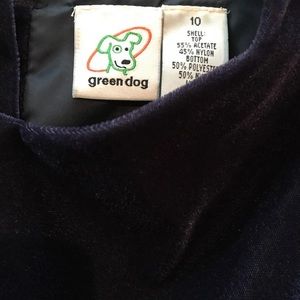 green dog
10
SHELL:
TOP
55% ACETATE
45% NYLON
BOTTOM
50% POLYESTER
50%